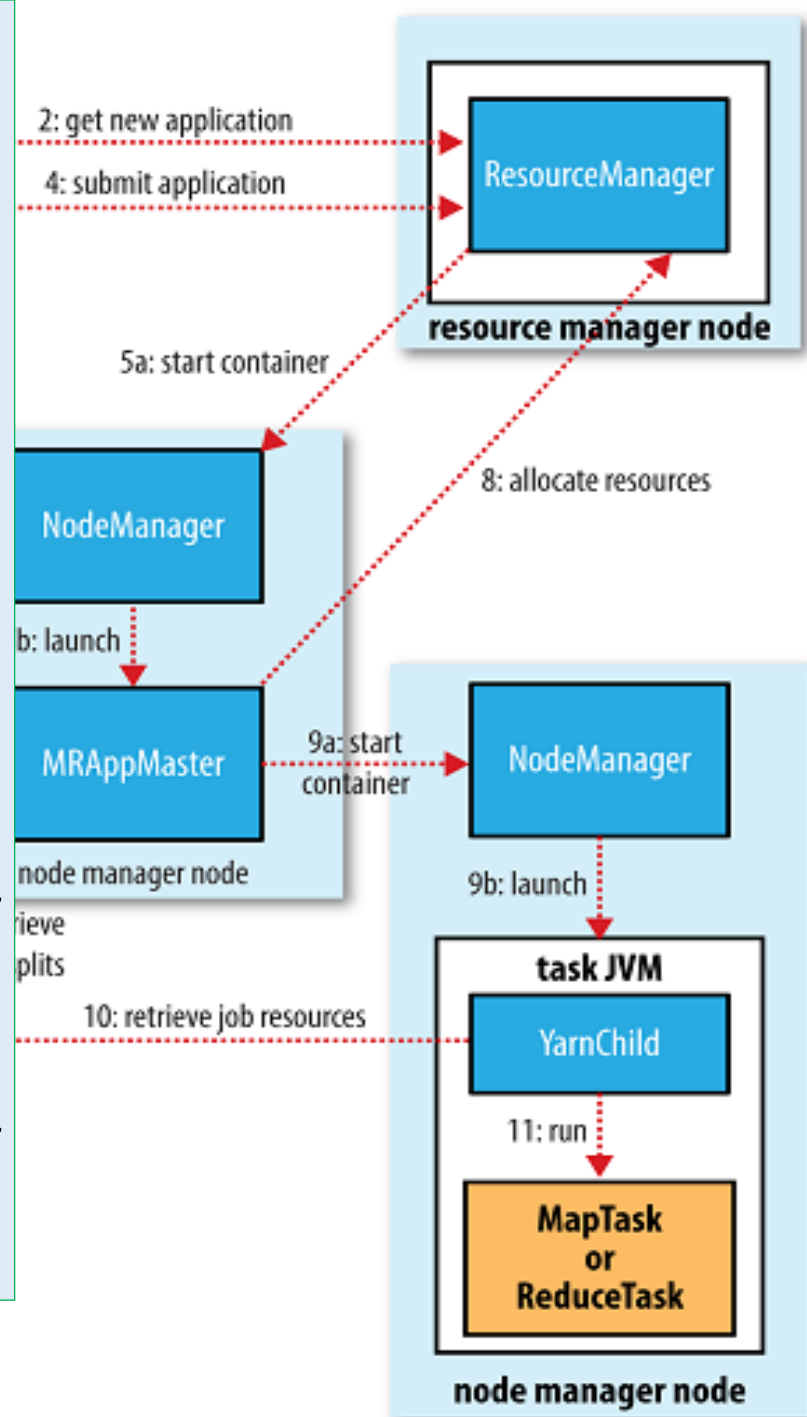 2: get new application
4: submit application
ResourceManager
resource manager node
5a: start container
8: allocate resources
NodeManager
b: launch
MRAppMaster
9a: start
container
NodeManager
node manager node
9b: launch
rieve
plits
task JVM
10: retrieve job resources
YarnChild
11: run
MapTask
or
ReduceTask
node manager node